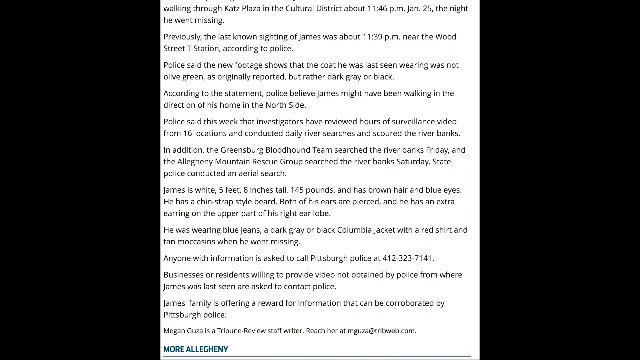 walking through Katz Plaza in the Cultural District about 11:46 p.m. Jan. 25, the night
he went missing.
Previously, the last known sighting of James was about 11:39 p.m. near the Wood
Street T Station, according to police.
Police said the new footage shows that the coat he was last seen wearing was not
olive green, as originally reported, but rather dark gray or black.
According to the statement, police believe James might have been walking in the
direction of his home in the North Side.
Police said this week that investigators have reviewed hours of surveillance video
from 16 locations and conducted daily river searches and scoured the river banks.
In addition, the Greensburg Bloodhound Team searched the river banks Friday, and
the Allegheny Mountain Rescue Group searched the river banks Saturday. State
police conducted an aerial search.
James is white, 5 feet, 8 inches tall, 145 pounds, and has brown hair and blue eyes.
He has a chin-strap style beard. Both of his ears are pierced, and he has an extra
earring on the upper part of his right ear lobe.
He was wearing blue jeans, a dark gray or black Columbia jacket with a red shirt and
tan moccasins when he went missing.
Anyone with information is asked to call Pittsburgh police at 412-323-7141.
Businesses or residents willing to provide video not obtained by police from where
James was last seen are asked to contact police.
James' family is offering a reward for information that can be corroborated by
Pittsburgh police.
Megan Guza is a Tribune-Review staff writer. Reach her at mguza@tribweb.com.
MORE ALLEGHENY